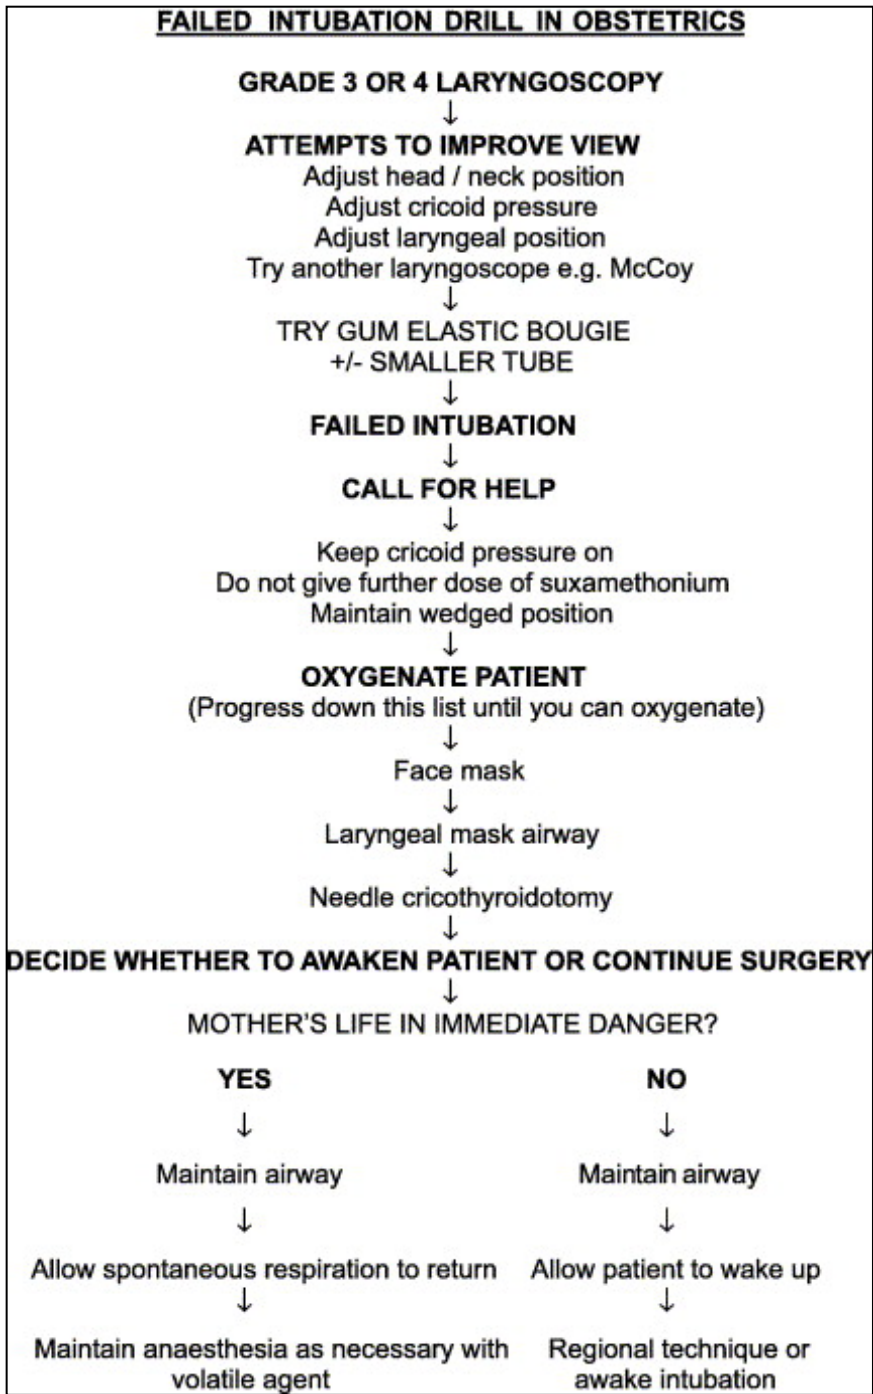 FAILED INTUBATION DRILL IN OBSTETRICS
GRADE 3 OR 4 LARYNGOSCOPY
↓
ATTEMPTS TO IMPROVE VIEW
Adjust head / neck position
Adjust cricoid pressure
Adjust laryngeal position
Try another laryngoscope e.g. McCoy
↓
TRY GUM ELASTIC BOUGIE
+/- SMALLER TUBE
↓
FAILED INTUBATION
↓
CALL FOR HELP
↓
Keep cricoid pressure on
Do not give further dose of suxamethonium
Maintain wedged position
↓
OXYGENATE PATIENT
(Progress down this list until you can oxygenate)
↓
Face mask
↓
Laryngeal mask airway
↓
Needle cricothyroidotomy
↓
DECIDE WHETHER TO AWAKEN PATIENT OR CONTINUE SURGERY
↓
MOTHER'S LIFE IN IMMEDIATE DANGER?
YES
↓
Maintain airway
↓
Allow spontaneous respiration to return
↓
Maintain anaesthesia as necessary with
volatile agent
NO
↓
Maintain airway
↓
Allow patient to wake up
↓
Regional technique or
awake intubation